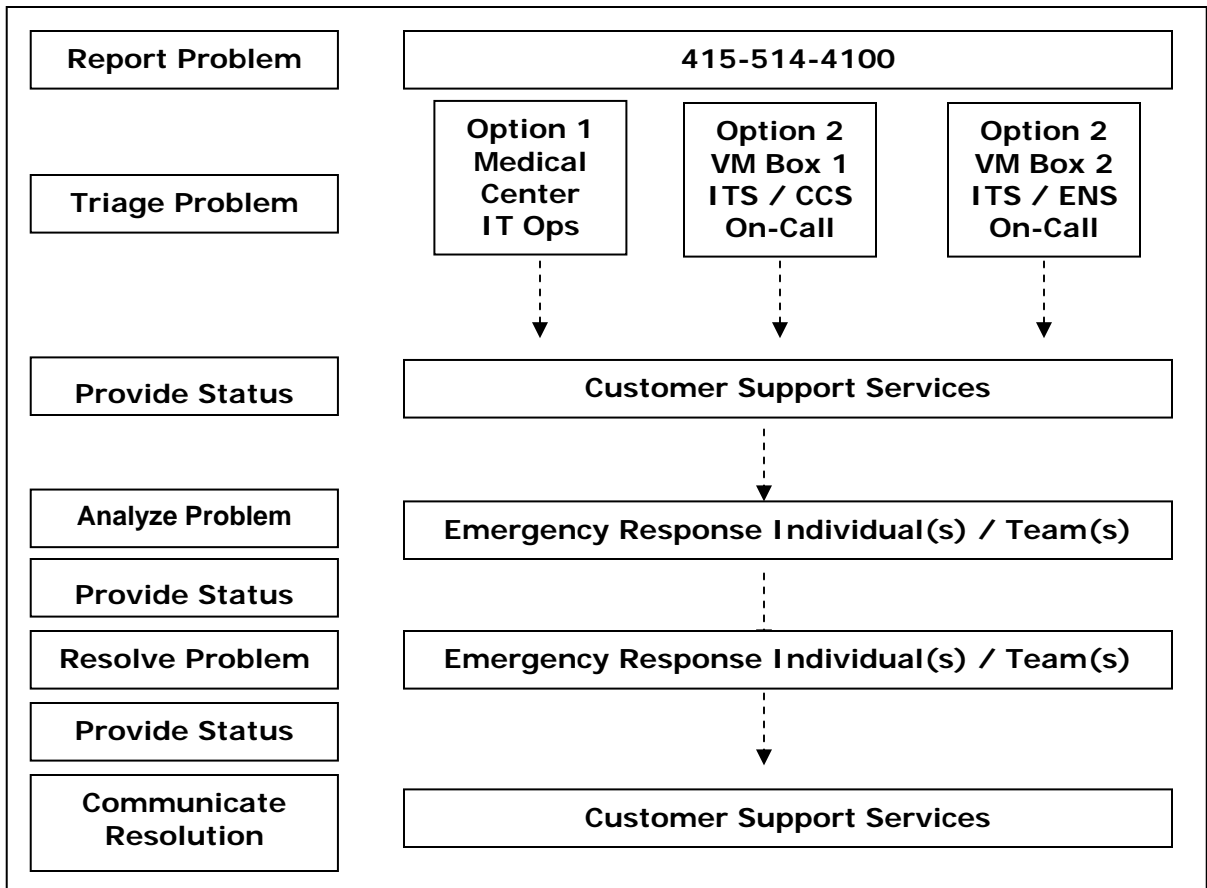 Report Problem
415-514-4100
Triage Problem
Option 1
Medical
Center
IT Ops
Option 2
VM Box 1
ITS / CCS
On-Call
Option 2
VM Box 2
ITS / ENS
On-Call
Provide Status
Customer Support Services
Analyze Problem
Emergency Response Individual(s) / Team(s)
Provide Status
Resolve Problem
Emergency Response Individual(s) / Team(s)
Provide Status
Communicate
Resolution
Customer Support Services